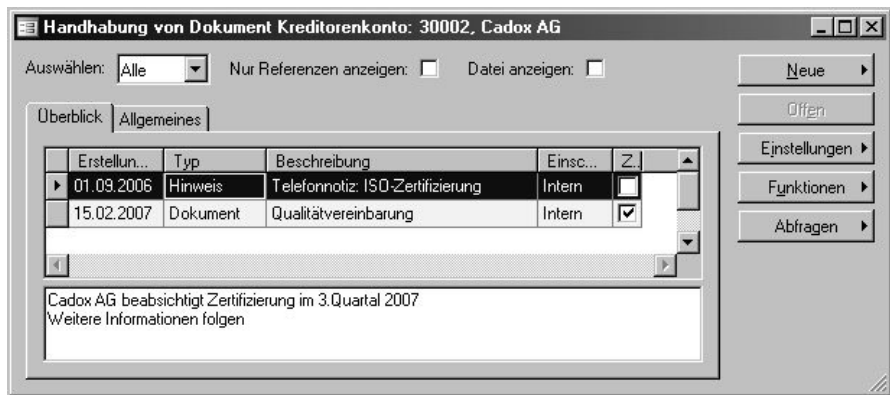 Handhabung von Dokument Kreditorenkonto: 30002, Cadox AG
Auswählen: Alle Nur Referenzen anzeigen: Datei anzeigen:
Neue
Offen
Einstellungen
Funktionen
Abfragen
Überblick Allgemeines
Erstellun... Typ Beschreibung Einsc... Z..
01.09.2006 Hinweis Telefonnotiz: ISO-Zertifizierung Intern
15.02.2007 Dokument Qualitätvereinbarung Intern
Cadox AG beabsichtigt Zertifizierung im 3.Quartal 2007
Weitere Informationen folgen